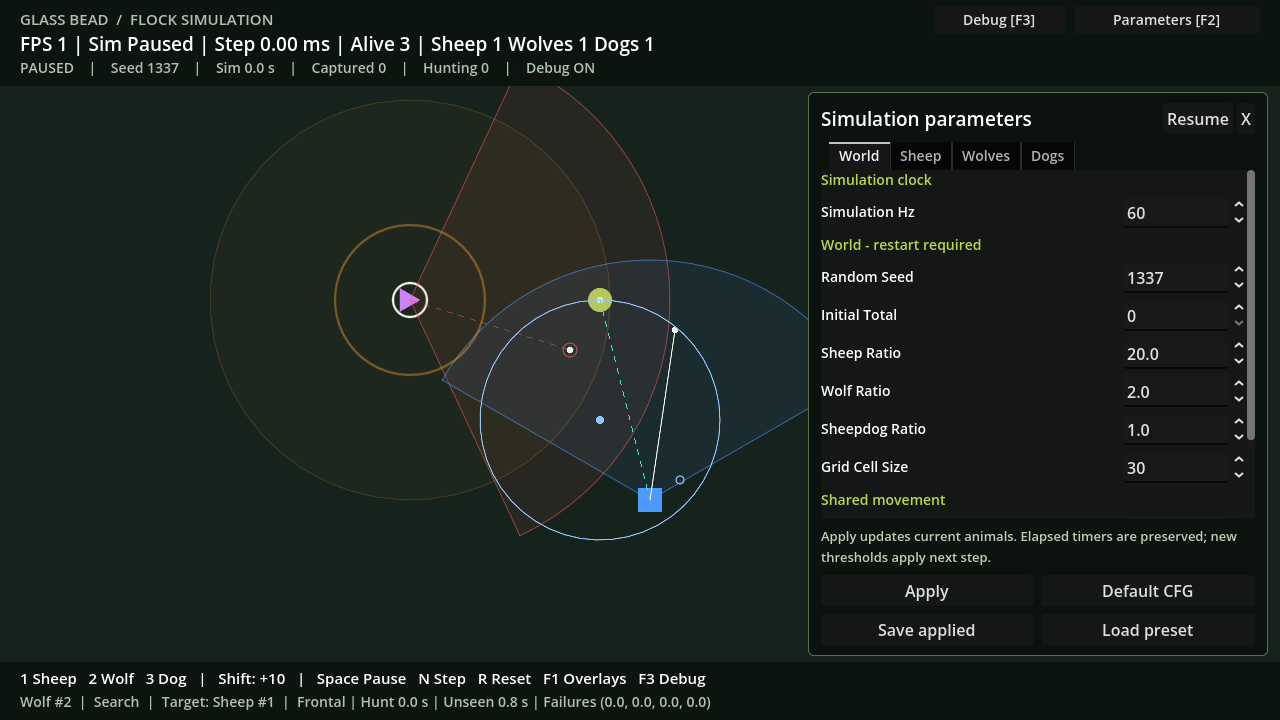 GLASS BEAD / FLOCK SIMULATION
Debug [F3]
Parameters [F2]
FPS 1 | Sim Paused | Step 0.00 ms | Alive 3 | Sheep 1 Wolves 1 Dogs 1
PAUSED | Seed 1337 | Sim 0.0 s | Captured 0 | Hunting 0 | Debug ON
Simulation parameters
Resume X
World Sheep Wolves Dogs
Simulation clock
Simulation Hz 60
World - restart required
Random Seed 1337
Initial Total 0
Sheep Ratio 20.0
Wolf Ratio 2.0
Sheepdog Ratio 1.0
Grid Cell Size 30
Shared movement
Apply updates current animals. Elapsed timers are preserved; new
thresholds apply next step.
Apply Default CFG
Save applied Load preset
1 Sheep 2 Wolf 3 Dog | Shift: +10 | Space Pause N Step R Reset F1 Overlays F3 Debug
Wolf #2 | Search | Target: Sheep #1 | Frontal | Hunt 0.0 s | Unseen 0.8 s | Failures (0.0, 0.0, 0.0, 0.0)